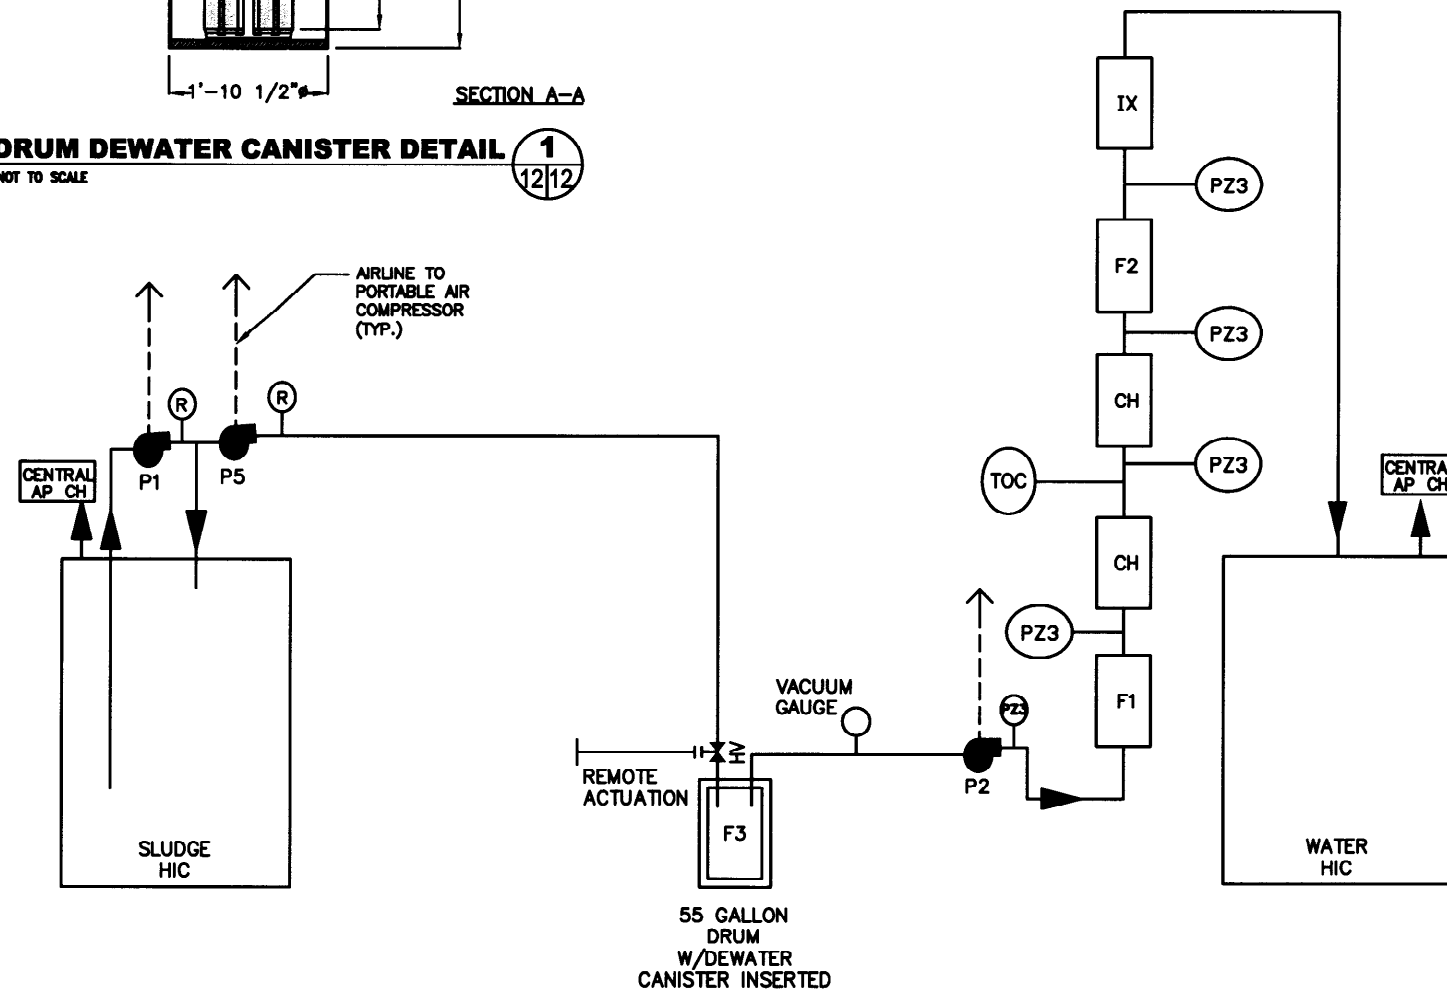 1'-10 1/2"ø
SECTION A-A
DRUM DEWATER CANISTER DETAIL
1
12 12
NOT TO SCALE
AIRLINE TO
PORTABLE AIR
COMPRESSOR
(TYP.)
R
R
P1
P5
CENTRAL
AP CH
SLUDGE
HIC
REMOTE
ACTUATION
HV
F3
55 GALLON
DRUM
W/DEWATER
CANISTER INSERTED
VACUUM
GAUGE
P2
PZ3
F1
PZ3
CH
TOC
PZ3
CH
PZ3
F2
PZ3
IX
CENTRA
AP CH
WATER
HIC